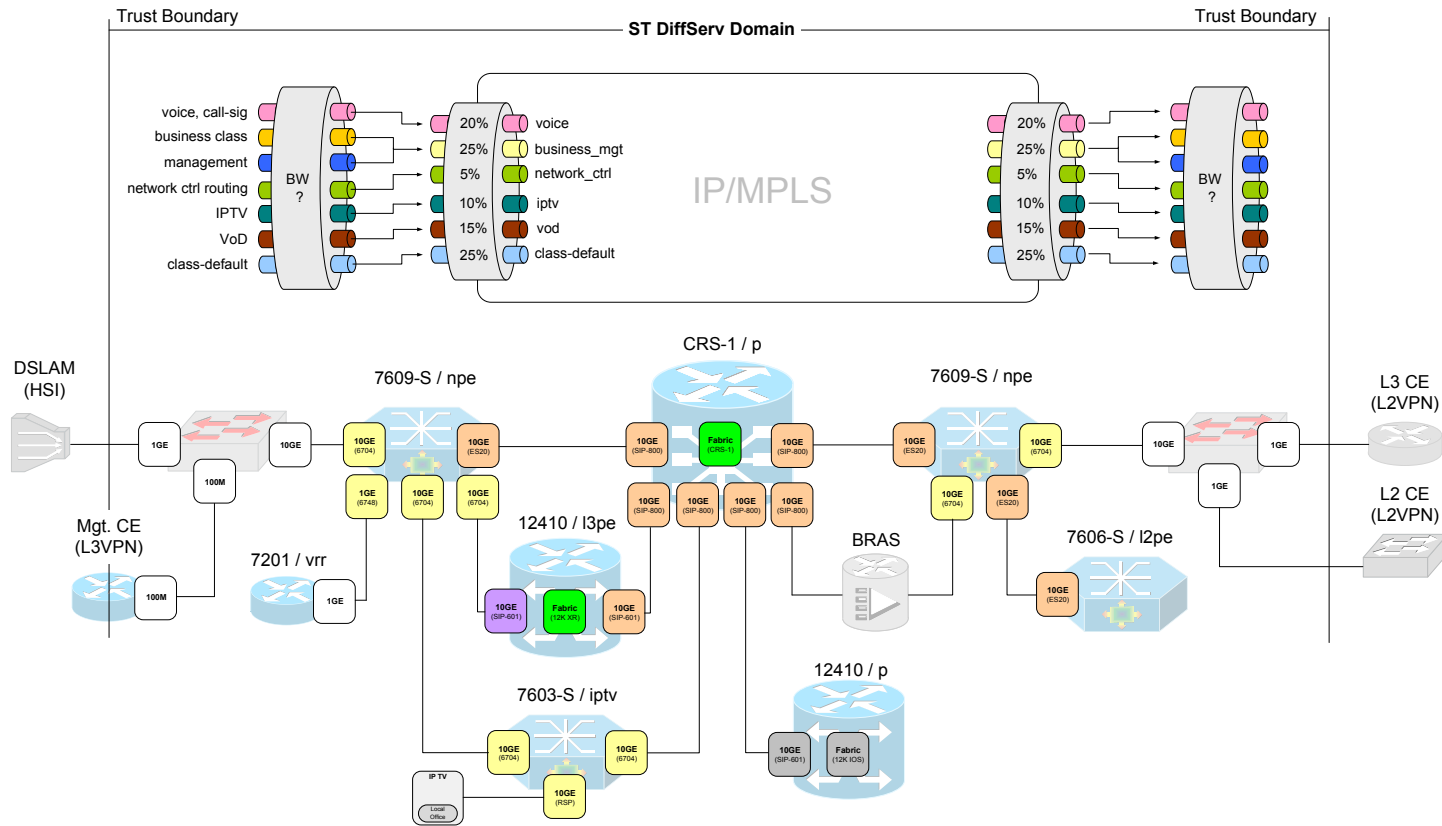 Trust Boundary
Trust Boundary
ST DiffServ Domain
voice, call-sig
business class
management
network ctrl routing
IPTV
VoD
class-default
BW
?
20%
25%
5%
10%
15%
25%
voice
business_mgt
network_ctrl
iptv
vod
class-default
IP/MPLS
20%
25%
5%
10%
15%
25%
BW
?
DSLAM
(HSI)
1GE
10GE
100M
Mgt. CE
(L3VPN)
100M
7609-S / npe
10GE
(6704)
10GE
(ES20)
1GE
(6748)
10GE
(6704)
10GE
(6704)
7201 / vrr
1GE
CRS-1 / p
10GE
(SIP-800)
Fabric
(CRS-1)
10GE
(SIP-800)
10GE
(SIP-800)
10GE
(SIP-800)
10GE
(SIP-800)
10GE
(SIP-800)
12410 / l3pe
10GE
(SIP-601)
Fabric
(12K XR)
10GE
(SIP-601)
7603-S / iptv
10GE
(6704)
10GE
(6704)
10GE
(RSP)
IP TV
Local
Office
BRAS
12410 / p
10GE
(SIP-601)
Fabric
(12K IOS)
7609-S / npe
10GE
(ES20)
10GE
(6704)
10GE
(6704)
10GE
(ES20)
7606-S / l2pe
10GE
(ES20)
10GE
1GE
1GE
L3 CE
(L2VPN)
L2 CE
(L2VPN)